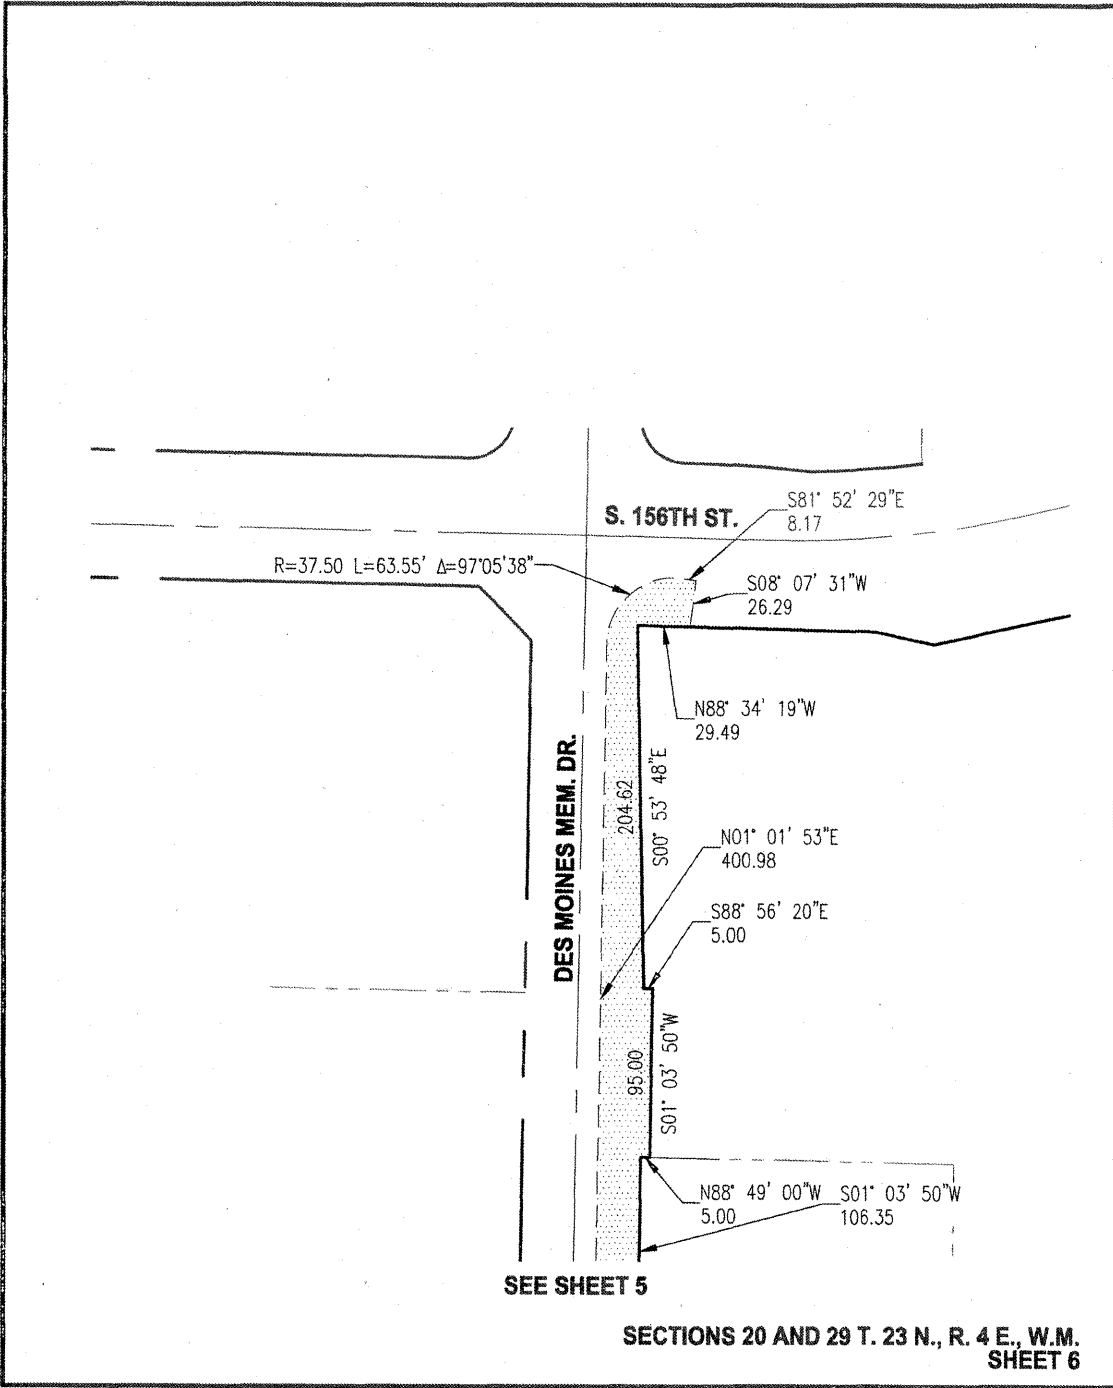 S81° 52' 29"E
8.17
S. 156TH ST.
R=37.50 L=63.55' Δ=97°05'38"
S08° 07' 31"W
26.29
N88° 34' 19"W
29.49
DES MOINES MEM. DR.
204.62
S00° 53' 48"E
N01° 01' 53"E
400.98
S88° 56' 20"E
5.00
95.00
S01° 03' 50"W
N88° 49' 00"W
5.00
S01° 03' 50"W
106.35
SEE SHEET 5
SECTIONS 20 AND 29 T. 23 N., R. 4 E., W.M.
SHEET 6